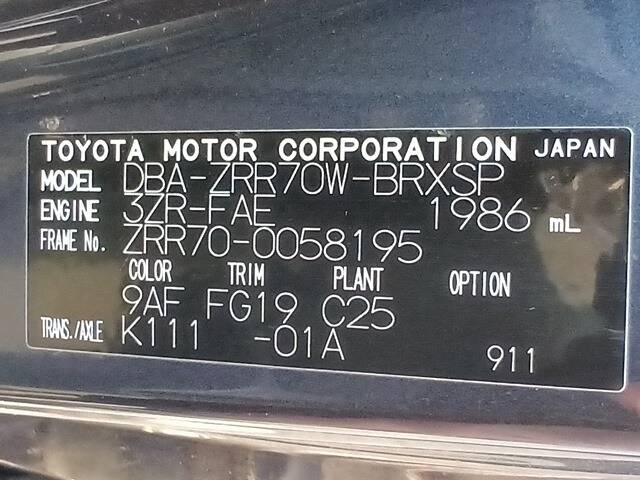 TOYOTA MOTOR CORPORATION JAPAN
MODEL DBA-ZRR70W-BRXSP
ENGINE 3ZR-FAE 1986 mL
FRAME No. ZRR70-0058195
COLOR TRIM PLANT OPTION
9AF FG19 C25
TRANS./AXLE K111 -01A 911